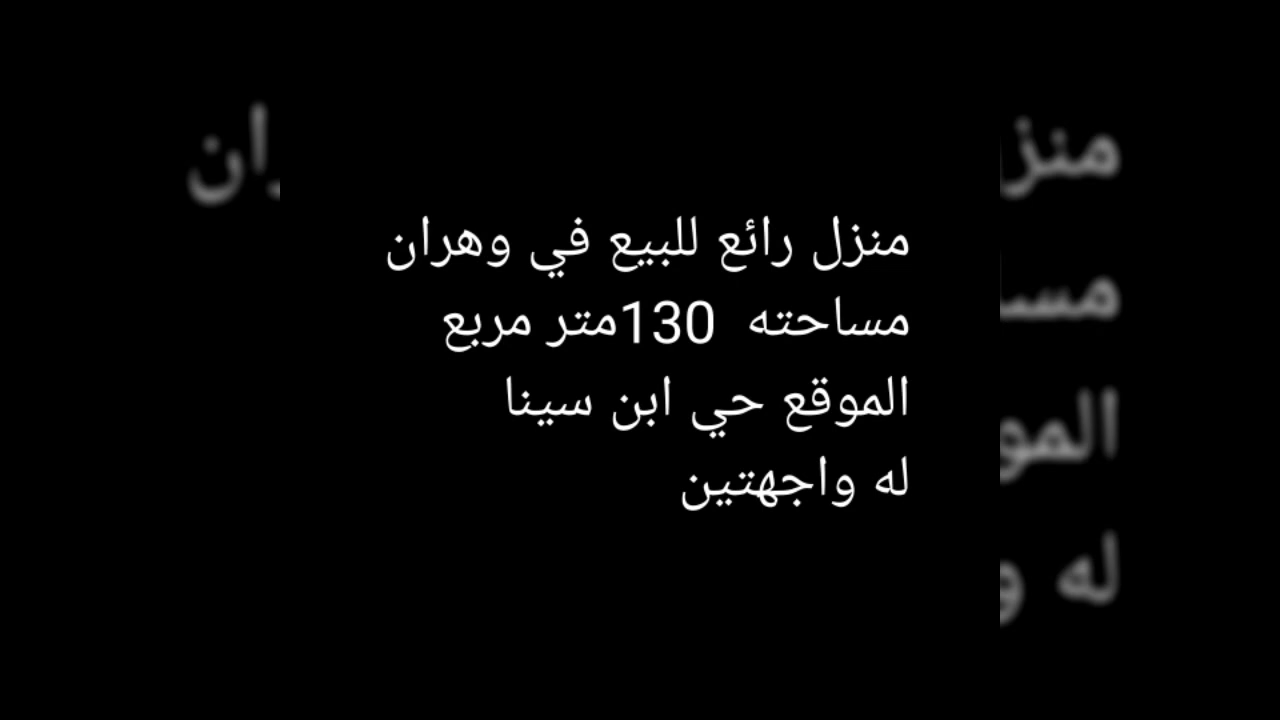 منزل رائع للبيع في وهران
مساحته 130متر مربع
الموقع حي ابن سينا
له واجهتين